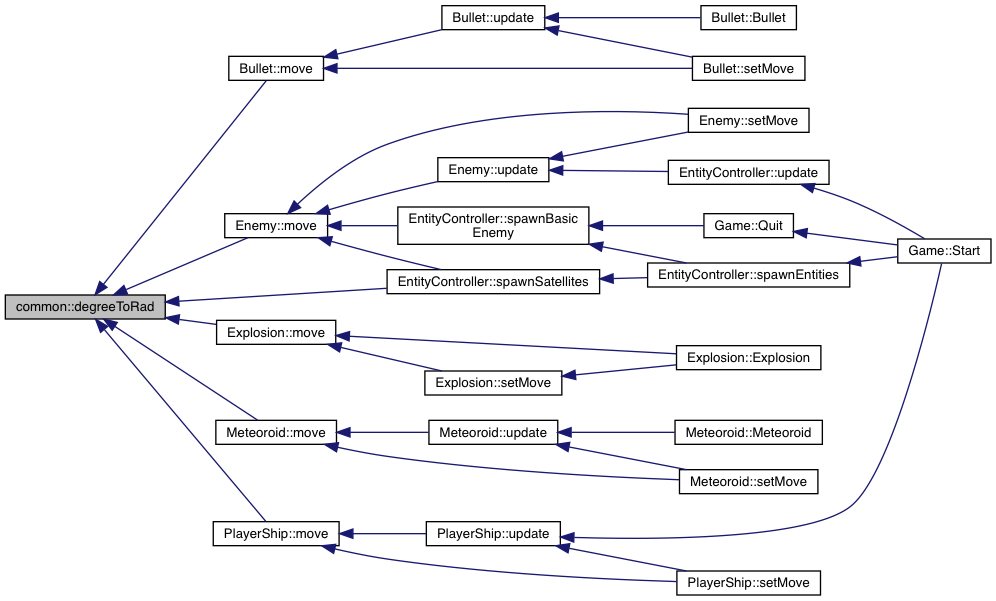 Bullet::update
Bullet::Bullet
Bullet::move
Bullet::setMove
Enemy::setMove
Enemy::update
EntityController::update
Enemy::move
EntityController::spawnBasic
Enemy
Game::Quit
Game::Start
EntityController::spawnSatellites
EntityController::spawnEntities
common::degreeToRad
Explosion::move
Explosion::Explosion
Explosion::setMove
Meteoroid::move
Meteoroid::update
Meteoroid::Meteoroid
Meteoroid::setMove
PlayerShip::move
PlayerShip::update
PlayerShip::setMove